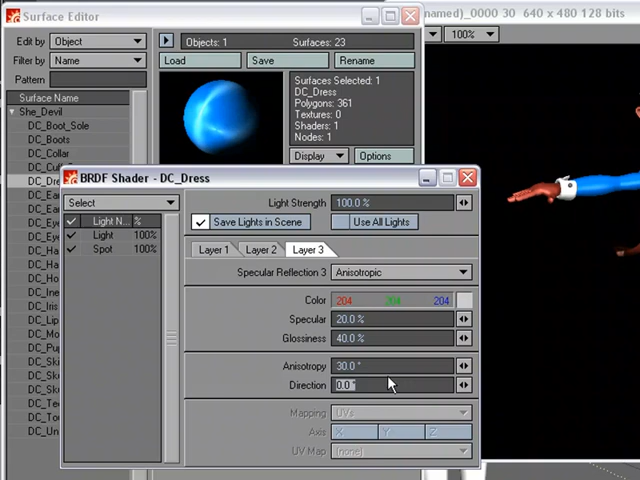 Surface Editor
named)_0000 30 640 x 480 128 bits
Edit by Object
Objects: 1 Surfaces: 23
100%
Filter by Name
Load Save Rename
Pattern
Surfaces Selected: 1
DC_Dress
Polygons: 361
Textures: 0
Shaders: 1
Nodes: 1
Display Options
Surface Name
She_Devil
DC_Boot_Sole
DC_Boots
DC_Collar
BRDF Shader - DC_Dress
Select
Light Strength 100.0 %
Save Lights in Scene Use All Lights
Light N... %
Light 100%
Spot 100%
Layer 1 Layer 2 Layer 3
Specular Reflection 3 Anisotropic
Color 204 204 204
Specular 20.0 %
Glossiness 40.0 %
Anisotropy 30.0 °
Direction 0.0 °
Mapping UVs
Axis X Y Z
UV Map (none)